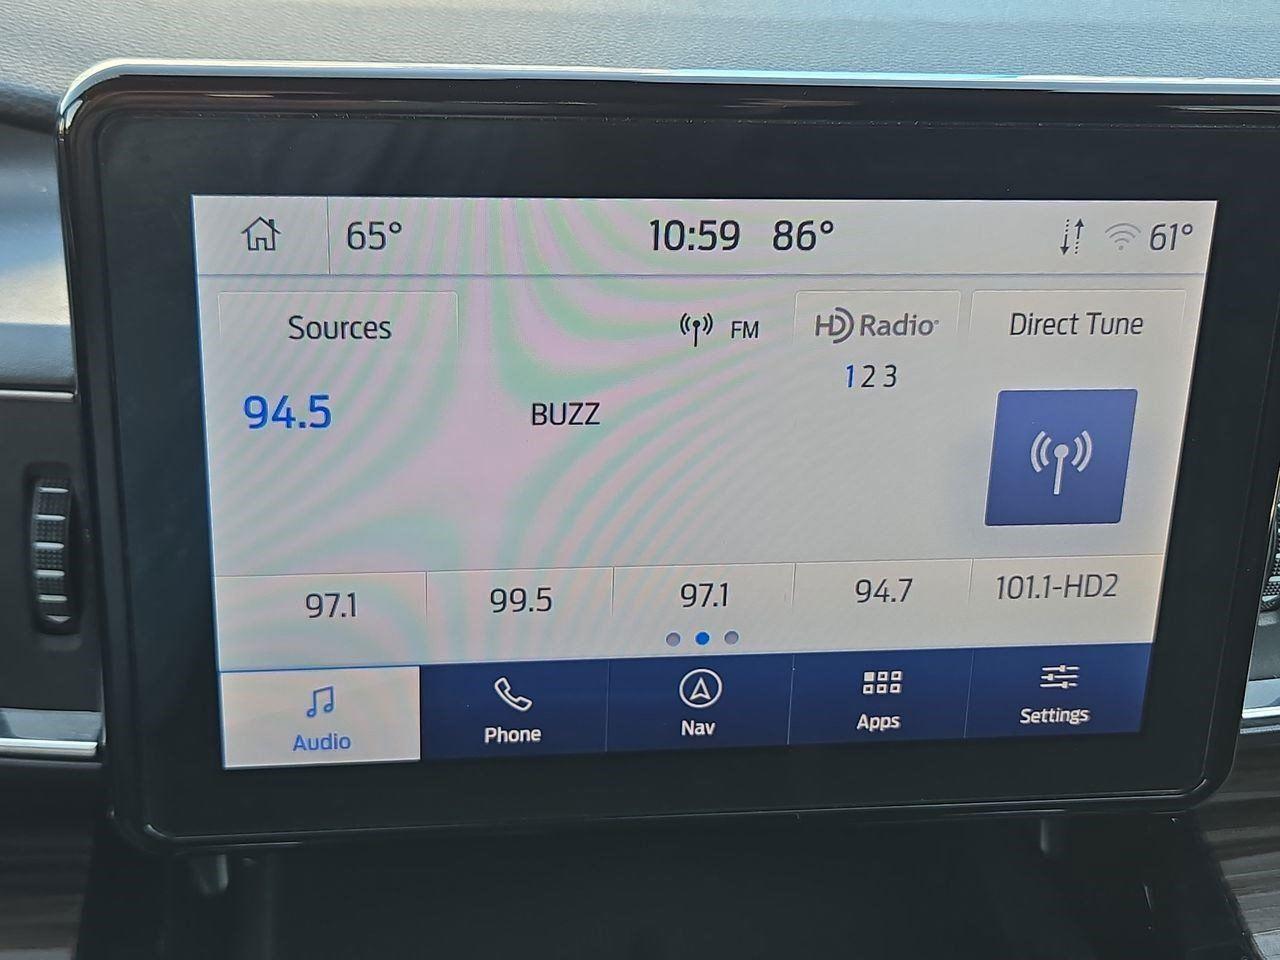 65° 10:59 86° 61°
Sources FM HD Radio Direct Tune
1 2 3
94.5 BUZZ
97.1 99.5 97.1 94.7 101.1-HD2
Audio Phone Nav Apps Settings